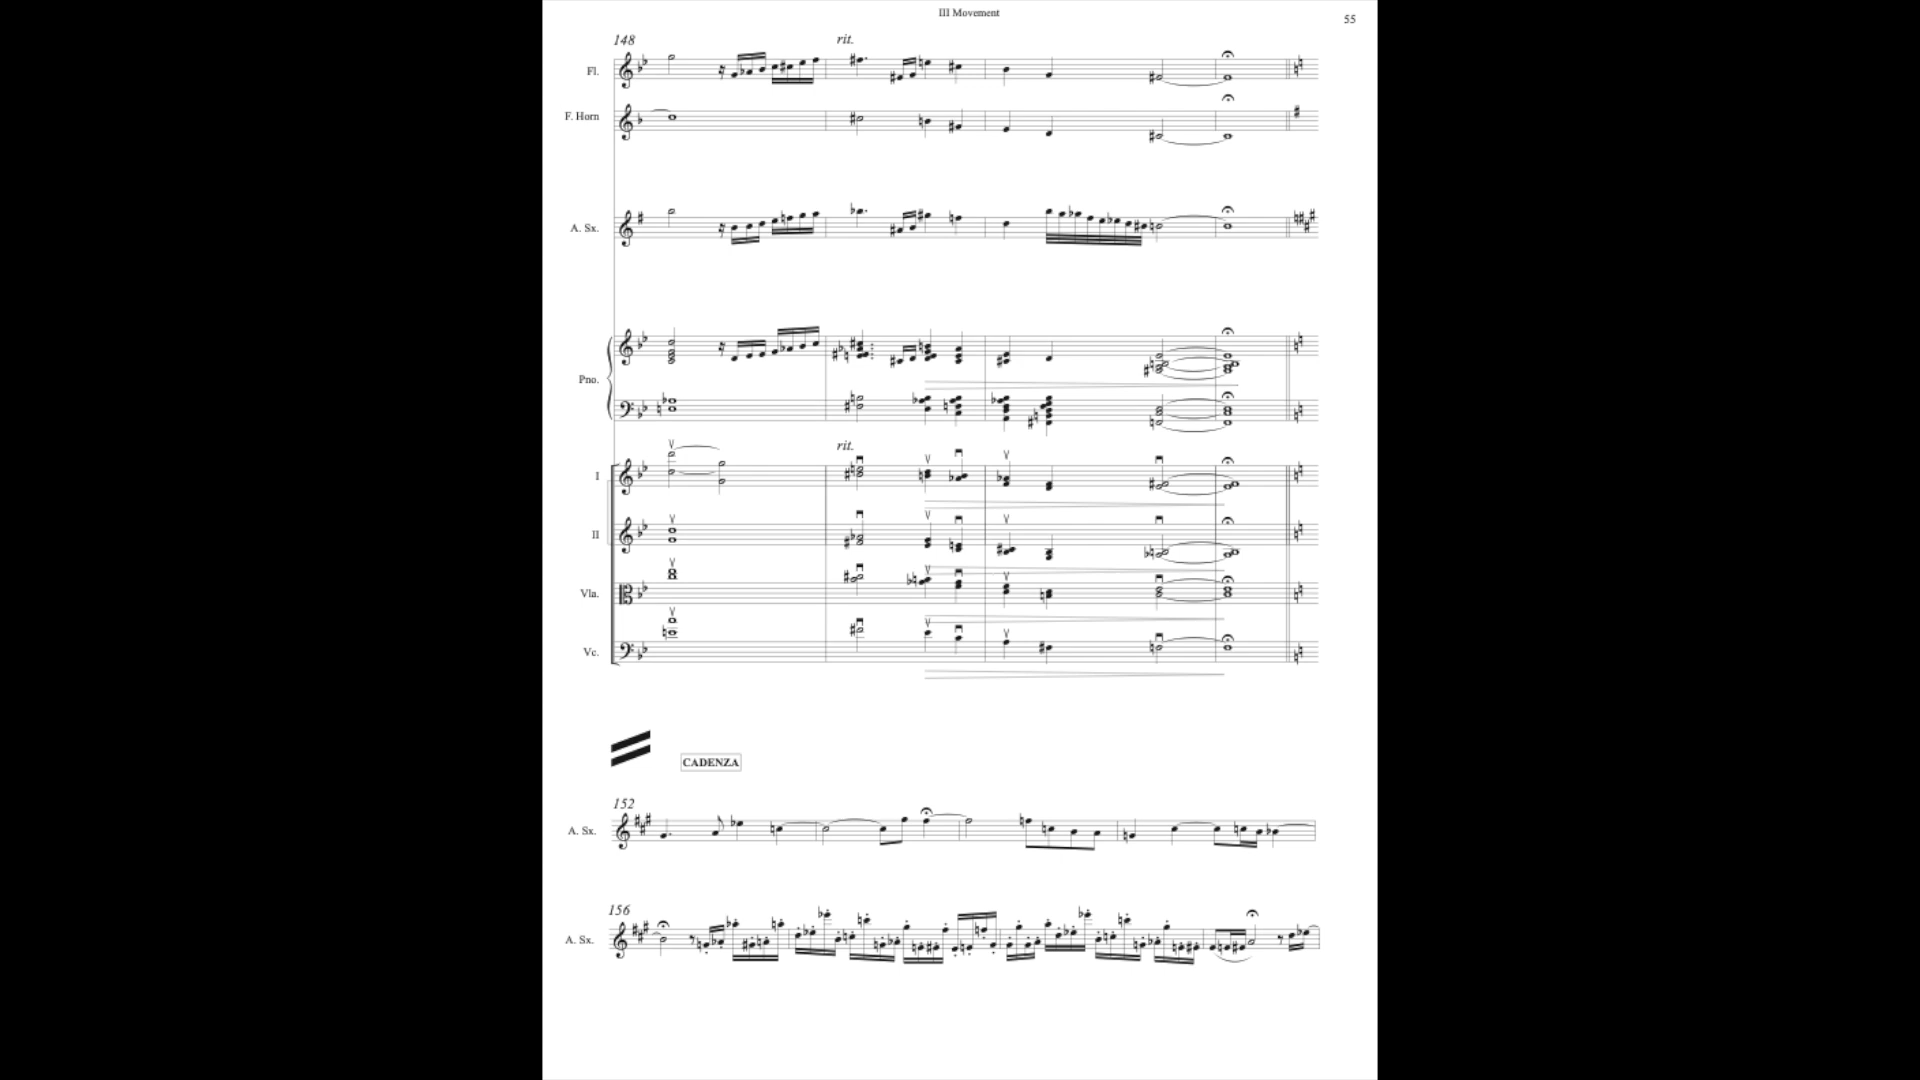 III Movement
55
148
rit.
Fl.
F. Horn
A. Sx.
Pno.
rit.
I
II
Vla.
Vc.
CADENZA
152
A. Sx.
156
A. Sx.